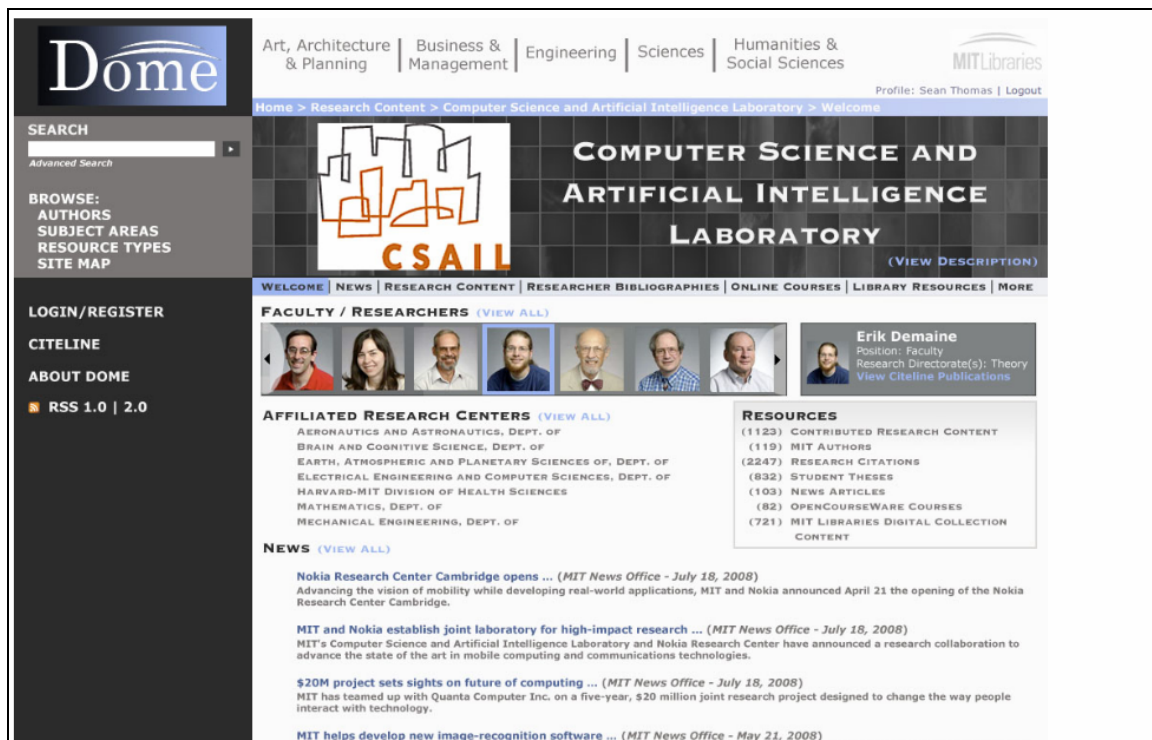 Dome
Art, Architecture & Planning | Business & Management | Engineering | Sciences | Humanities & Social Sciences
MITLibraries
Profile: Sean Thomas | Logout
Home > Research Content > Computer Science and Artificial Intelligence Laboratory > Welcome
SEARCH
Advanced Search
BROWSE:
AUTHORS
SUBJECT AREAS
RESOURCE TYPES
SITE MAP
LOGIN/REGISTER
CITELINE
ABOUT DOME
RSS 1.0 | 2.0
CSAIL
COMPUTER SCIENCE AND
ARTIFICIAL INTELLIGENCE
LABORATORY
(VIEW DESCRIPTION)
WELCOME | NEWS | RESEARCH CONTENT | RESEARCHER BIBLIOGRAPHIES | ONLINE COURSES | LIBRARY RESOURCES | MORE
FACULTY / RESEARCHERS (VIEW ALL)
Erik Demaine
Position: Faculty
Research Directorate(s): Theory
View Citeline Publications
AFFILIATED RESEARCH CENTERS (VIEW ALL)
AERONAUTICS AND ASTRONAUTICS, DEPT. OF
BRAIN AND COGNITIVE SCIENCE, DEPT. OF
EARTH, ATMOSPHERIC AND PLANETARY SCIENCES OF, DEPT. OF
ELECTRICAL ENGINEERING AND COMPUTER SCIENCES, DEPT. OF
HARVARD-MIT DIVISION OF HEALTH SCIENCES
MATHEMATICS, DEPT. OF
MECHANICAL ENGINEERING, DEPT. OF
RESOURCES
(1123) CONTRIBUTED RESEARCH CONTENT
(119) MIT AUTHORS
(2247) RESEARCH CITATIONS
(832) STUDENT THESES
(103) NEWS ARTICLES
(82) OPENCOURSEWARE COURSES
(721) MIT LIBRARIES DIGITAL COLLECTION
CONTENT
NEWS (VIEW ALL)
Nokia Research Center Cambridge opens ... (MIT News Office - July 18, 2008)
Advancing the vision of mobility while developing real-world applications, MIT and Nokia announced April 21 the opening of the Nokia
Research Center Cambridge.
MIT and Nokia establish joint laboratory for high-impact research ... (MIT News Office - July 18, 2008)
MIT's Computer Science and Artificial Intelligence Laboratory and Nokia Research Center have announced a research collaboration to
advance the state of the art in mobile computing and communications technologies.
$20M project sets sights on future of computing ... (MIT News Office - July 18, 2008)
MIT has teamed up with Quanta Computer Inc. on a five-year, $20 million joint research project designed to change the way people
interact with technology.
MIT helps develop new image-recognition software ... (MIT News Office - May 21, 2008)